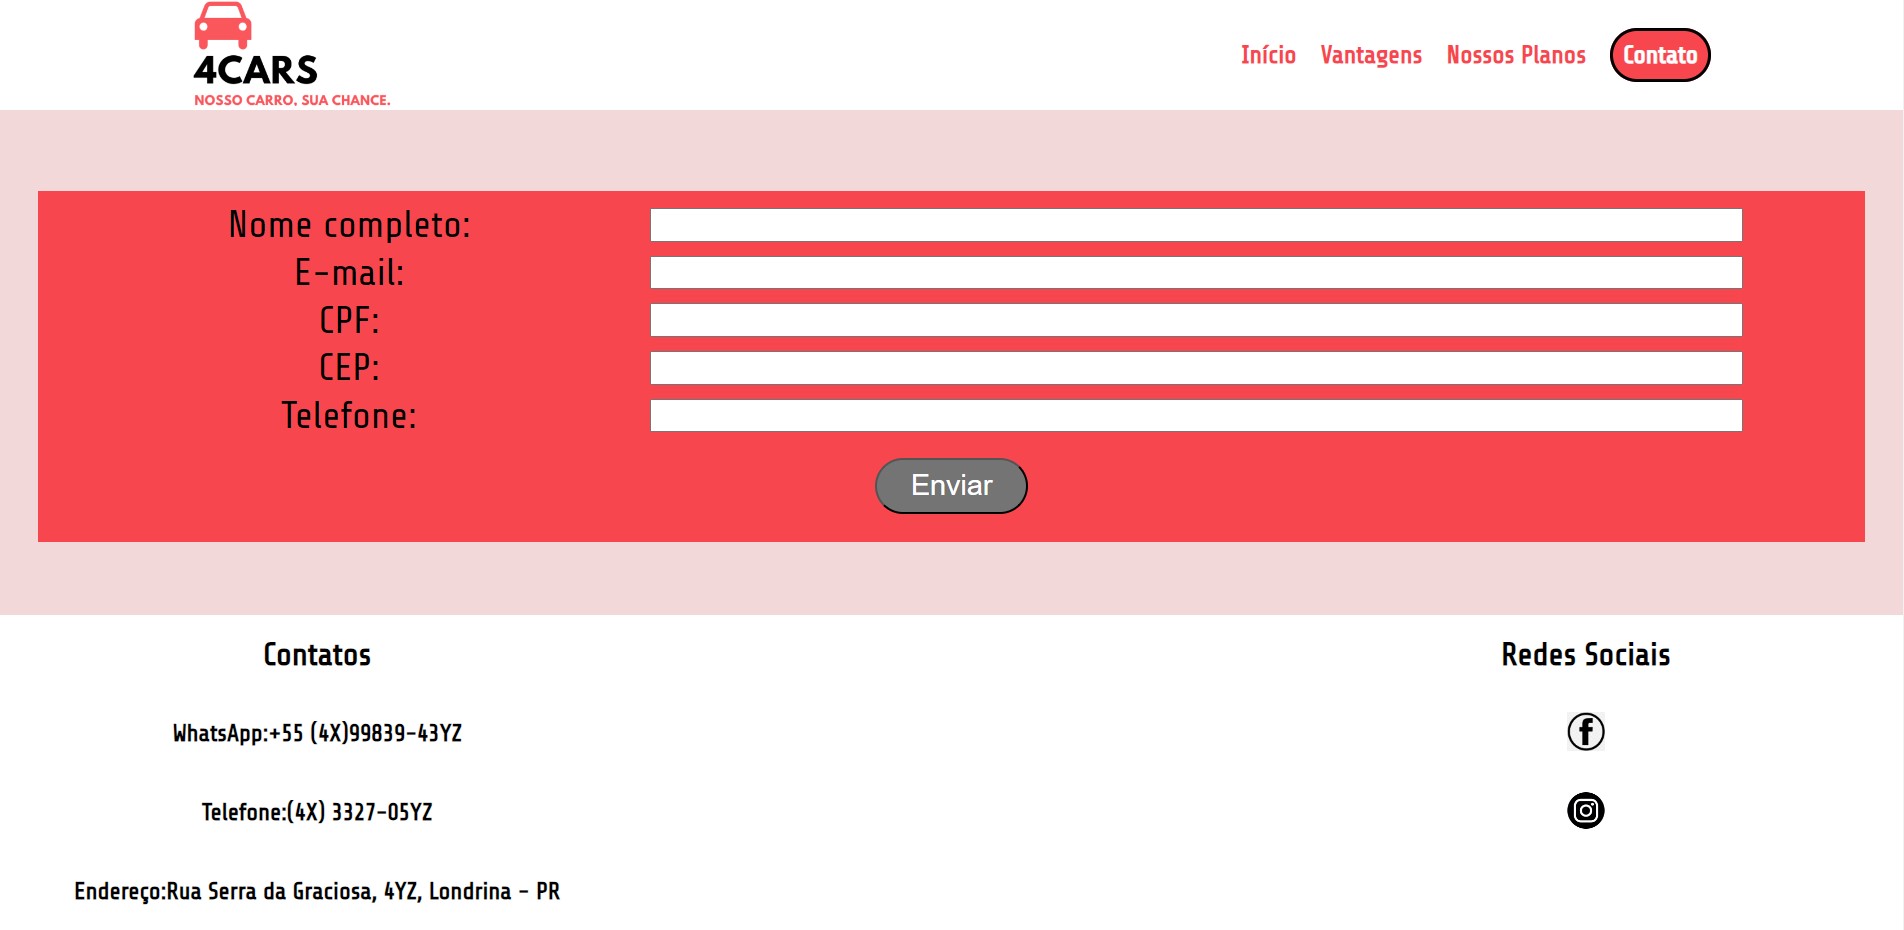 4CARS
NOSSO CARRO, SUA CHANCE.
Início Vantagens Nossos Planos Contato
Nome completo:
E-mail:
CPF:
CEP:
Telefone:
Enviar
Contatos
WhatsApp:+55 (4X)99839-43YZ
Telefone:(4X) 3327-05YZ
Endereço:Rua Serra da Graciosa, 4YZ, Londrina - PR
Redes Sociais